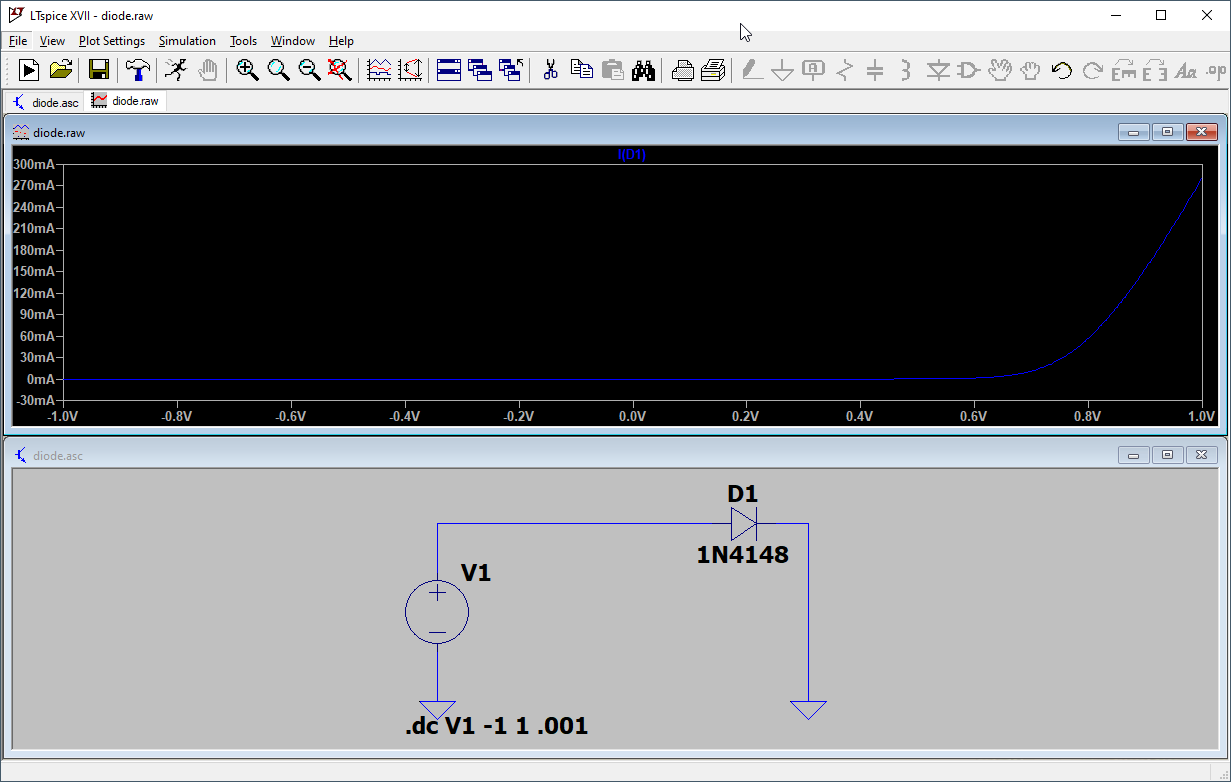 LTspice XVII - diode.raw
File View Plot Settings Simulation Tools Window Help
diode.asc diode.raw
diode.raw
I(D1)
300mA
270mA
240mA
210mA
180mA
150mA
120mA
90mA
60mA
30mA
0mA
-30mA
-1.0V -0.8V -0.6V -0.4V -0.2V 0.0V 0.2V 0.4V 0.6V 0.8V 1.0V
diode.asc
D1
1N4148
V1
.dc V1 -1 1 .001